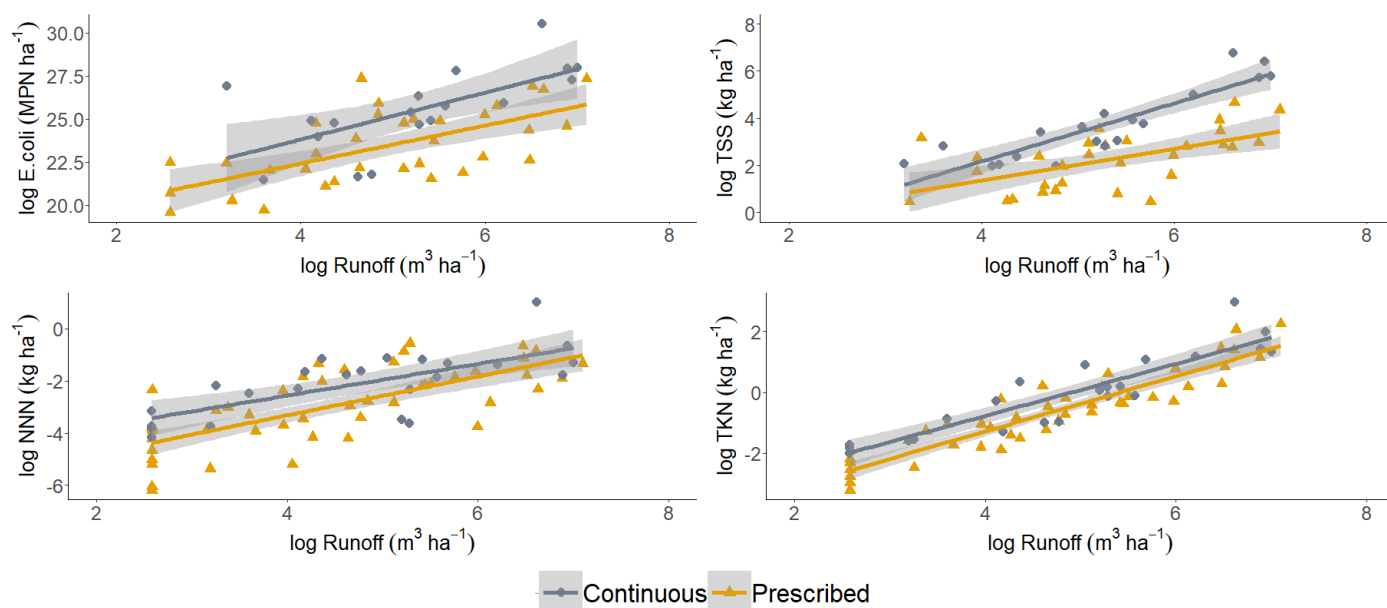 log E.coli (MPN ha⁻¹)
30.0
27.5
25.0
22.5
20.0
2 4 6 8
log Runoff (m³ ha⁻¹)
log TSS (kg ha⁻¹)
8
6
4
2
0
2 4 6 8
log Runoff (m³ ha⁻¹)
log NNN (kg ha⁻¹)
0
-2
-4
-6
2 4 6 8
log Runoff (m³ ha⁻¹)
log TKN (kg ha⁻¹)
2
0
-2
2 4 6 8
log Runoff (m³ ha⁻¹)
Continuous Prescribed